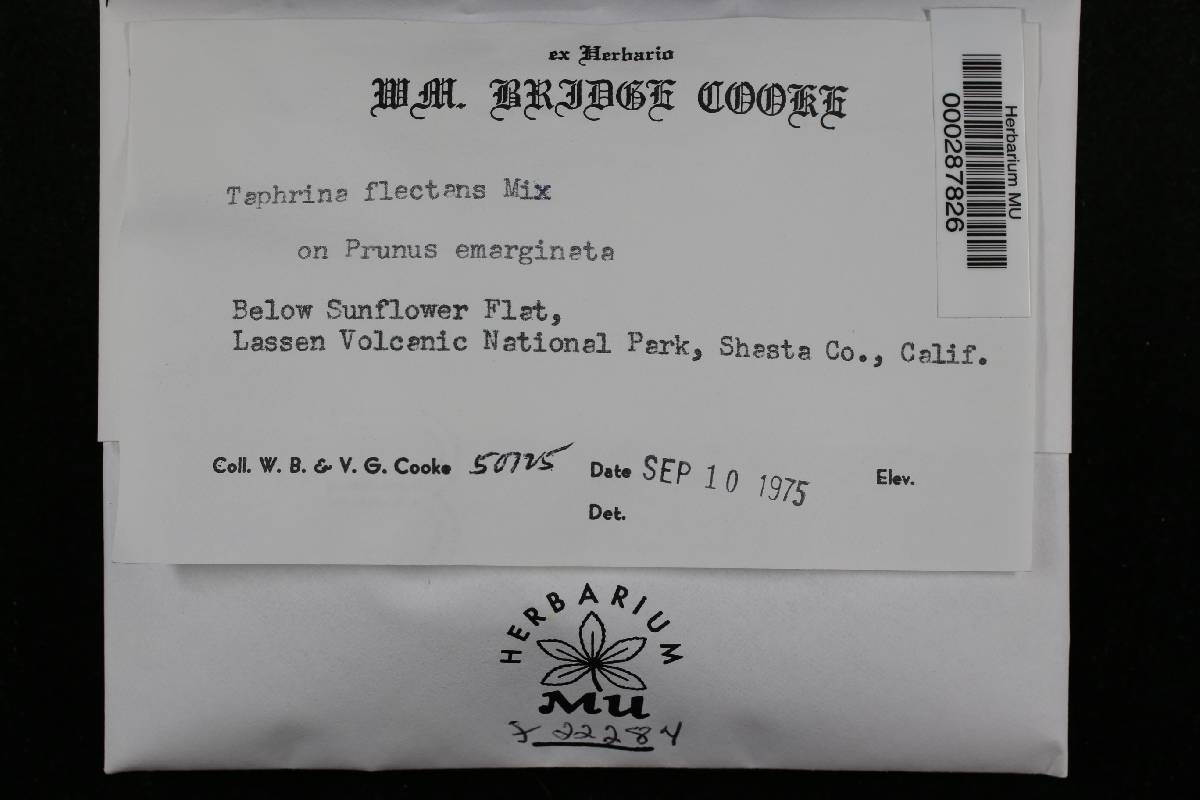 ex Herbario
WM. BRIDGE COOKE
Taphrina flectans Mix
on Prunus emarginata
Below Sunflower Flat,
Lassen Volcanic National Park, Shasta Co., Calif.
Coll. W. B. & V. G. Cooke 50725 Date SEP 10 1975 Elev.
Det.
Herbarium MU
000287826
HERBARIUM
MU
f 22284